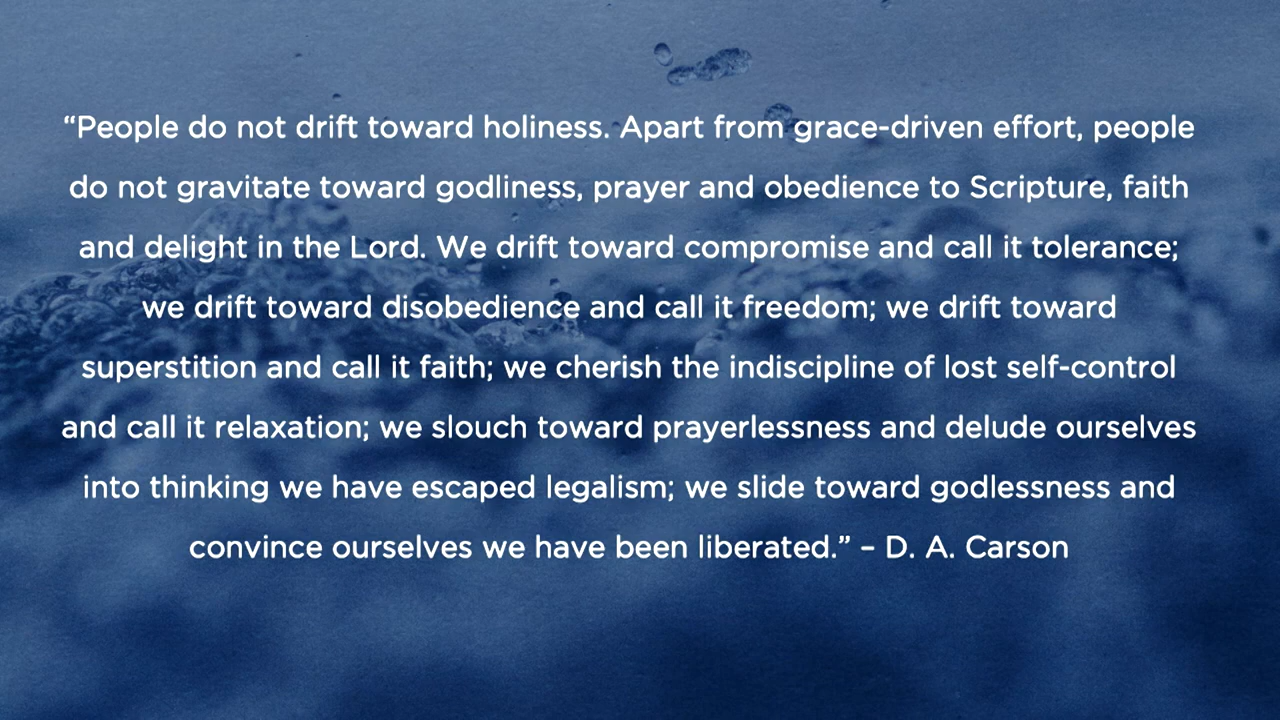 “People do not drift toward holiness. Apart from grace-driven effort, people
do not gravitate toward godliness, prayer and obedience to Scripture, faith
and delight in the Lord. We drift toward compromise and call it tolerance;
we drift toward disobedience and call it freedom; we drift toward
superstition and call it faith; we cherish the indiscipline of lost self-control
and call it relaxation; we slouch toward prayerlessness and delude ourselves
into thinking we have escaped legalism; we slide toward godlessness and
convince ourselves we have been liberated.” – D. A. Carson